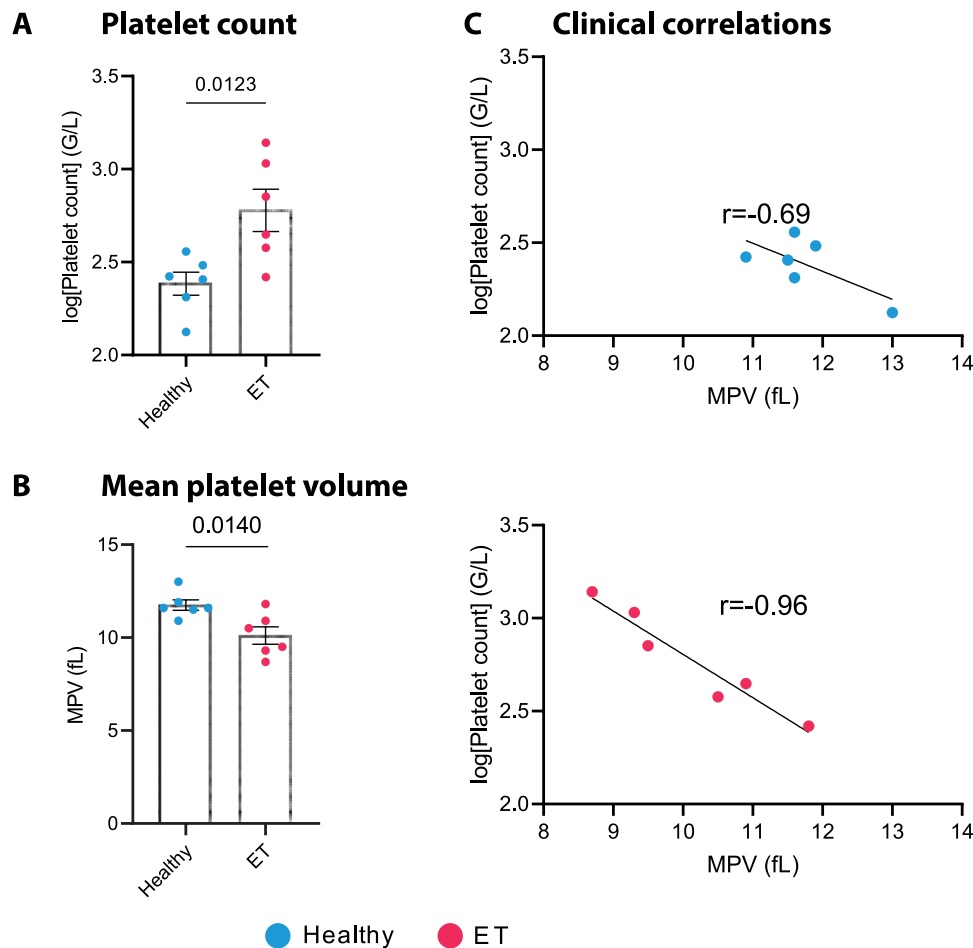 A Platelet count
log[Platelet count] (G/L)
3.5
3.0
2.5
2.0
0.0123
Healthy
ET
B Mean platelet volume
MPV (fL)
15
10
5
0
0.0140
Healthy
ET
C Clinical correlations
log[Platelet count] (G/L)
3.5
3.0
2.5
2.0
r=-0.69
8 9 10 11 12 13 14
MPV (fL)
log[Platelet count] (G/L)
3.5
3.0
2.5
2.0
r=-0.96
8 9 10 11 12 13 14
MPV (fL)
Healthy ET